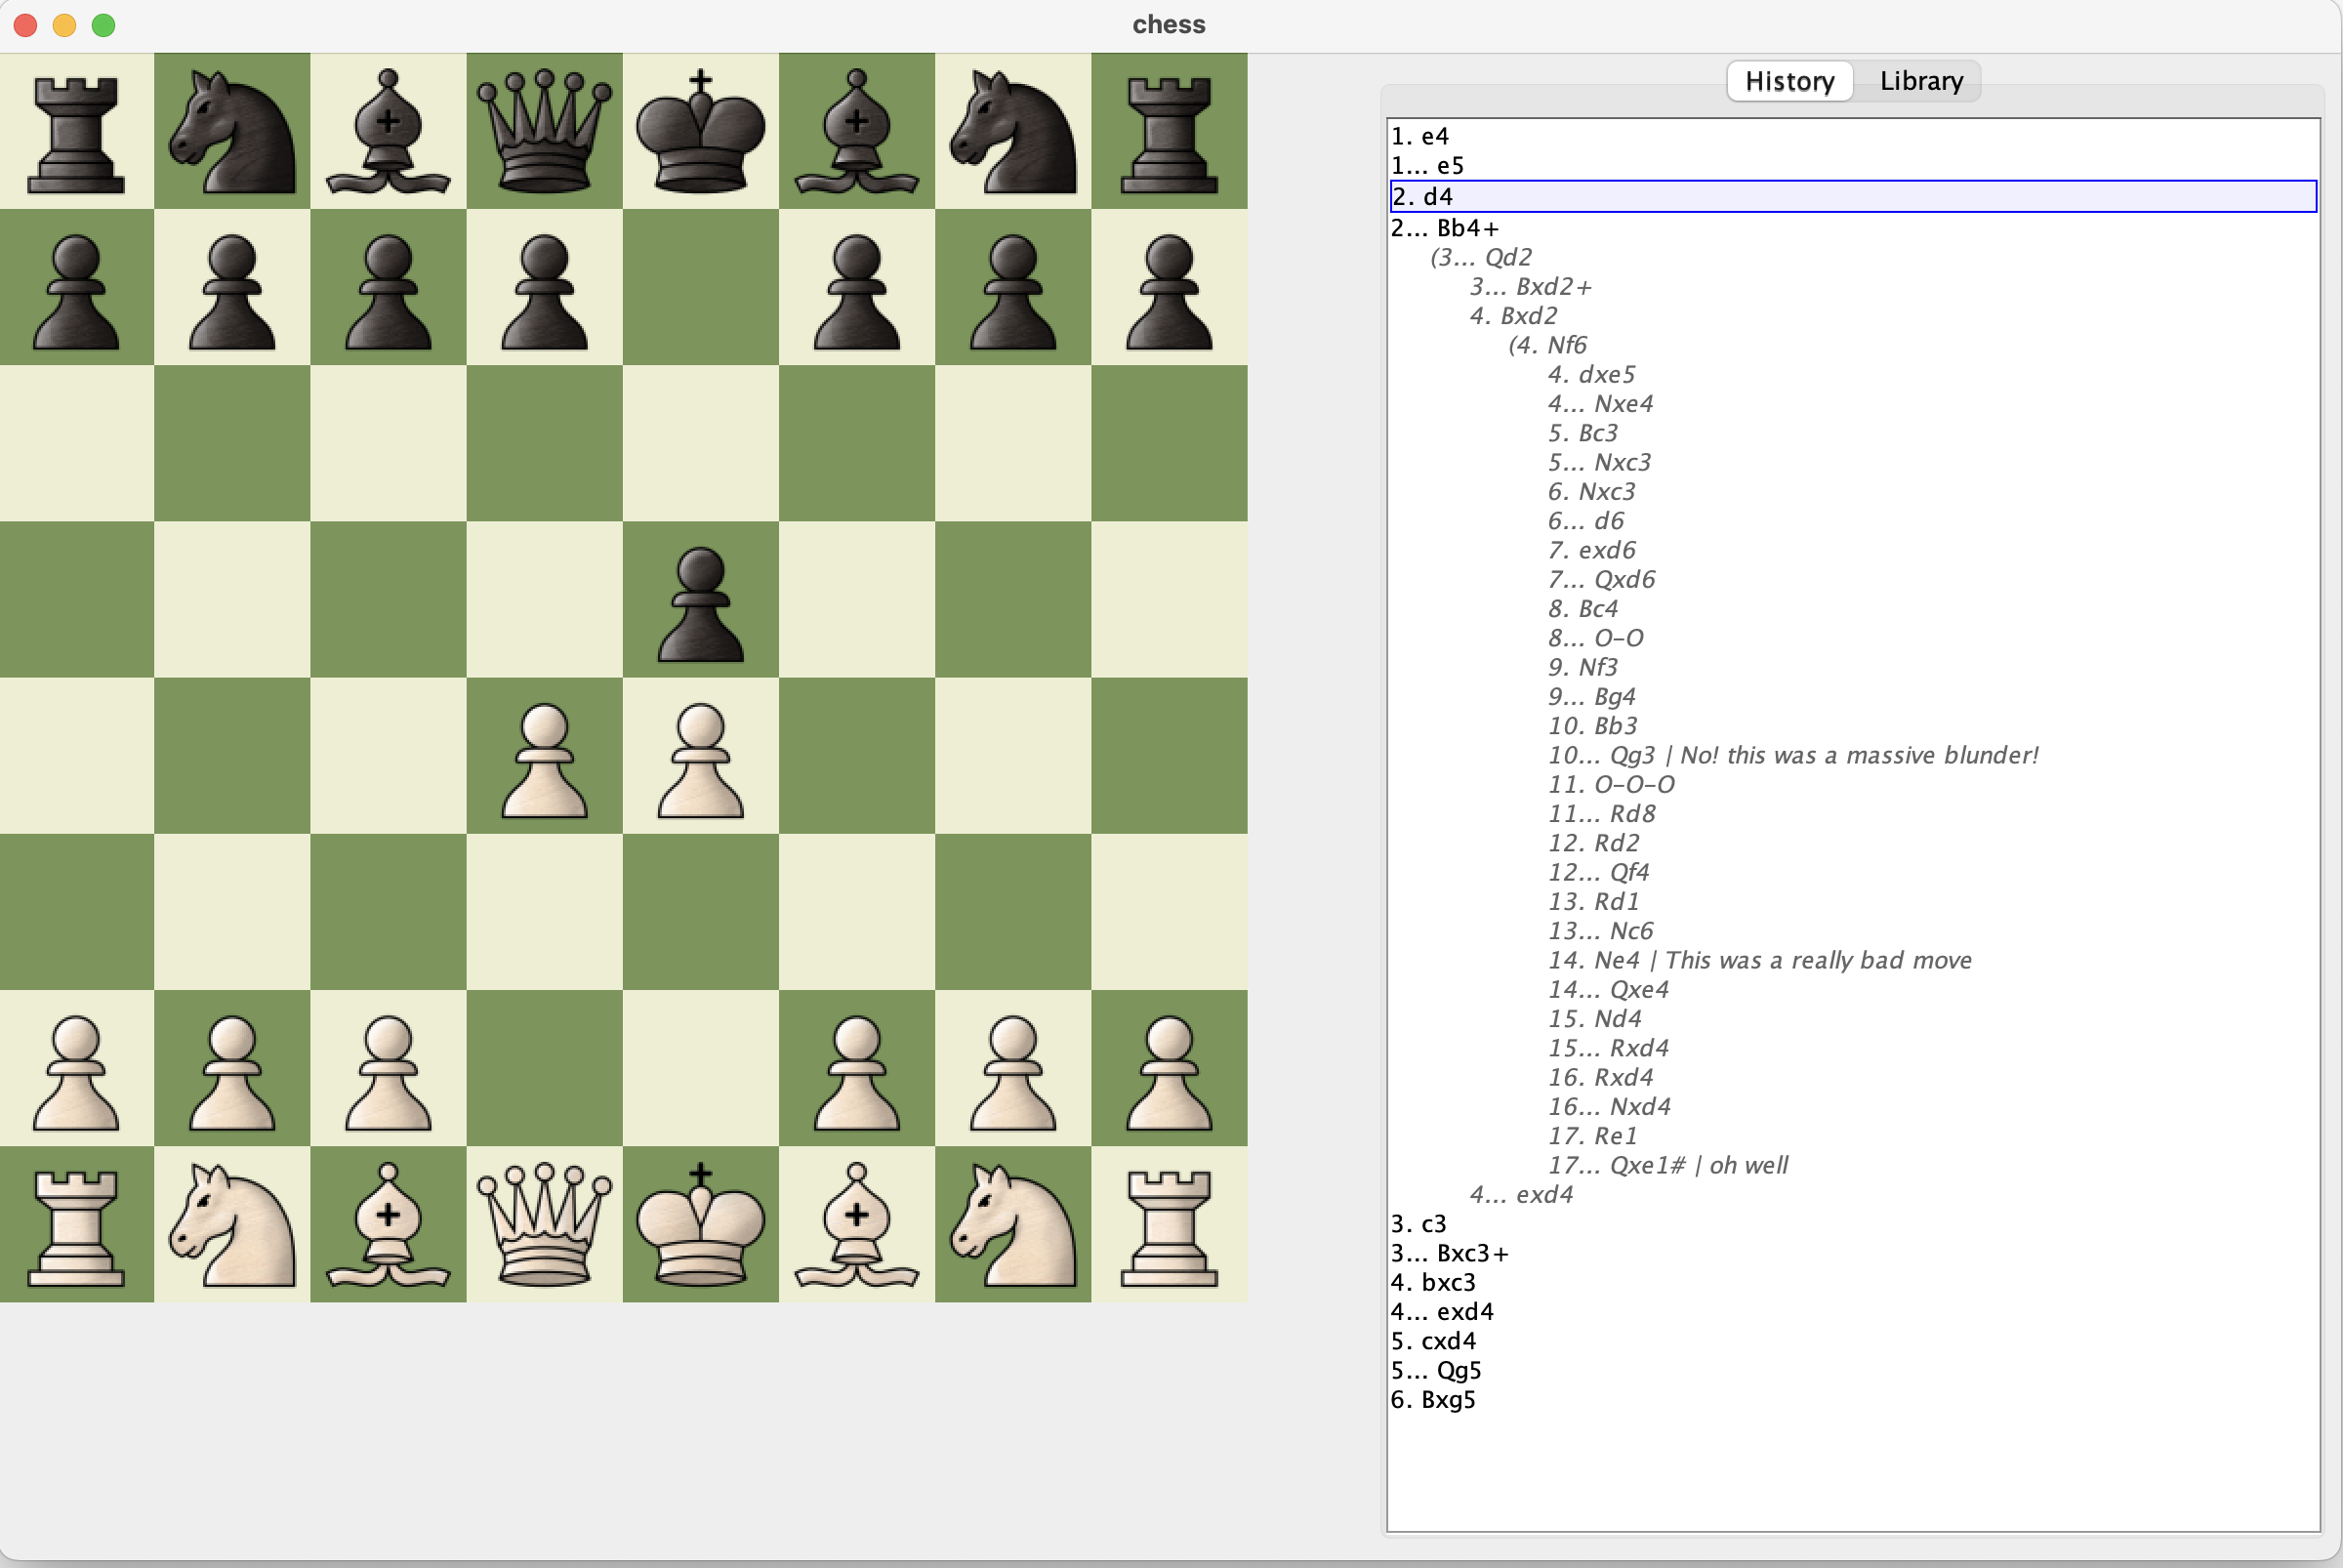 chess
History Library
1. e4
1... e5
2. d4
2... Bb4+
(3... Qd2
3... Bxd2+
4. Bxd2
(4. Nf6
4. dxe5
4... Nxe4
5. Bc3
5... Nxc3
6. Nxc3
6... d6
7. exd6
7... Qxd6
8. Bc4
8... O-O
9. Nf3
9... Bg4
10. Bb3
10... Qg3 | No! this was a massive blunder!
11. O-O-O
11... Rd8
12. Rd2
12... Qf4
13. Rd1
13... Nc6
14. Ne4 | This was a really bad move
14... Qxe4
15. Nd4
15... Rxd4
16. Rxd4
16... Nxd4
17. Re1
17... Qxe1# | oh well
4... exd4
3. c3
3... Bxc3+
4. bxc3
4... exd4
5. cxd4
5... Qg5
6. Bxg5